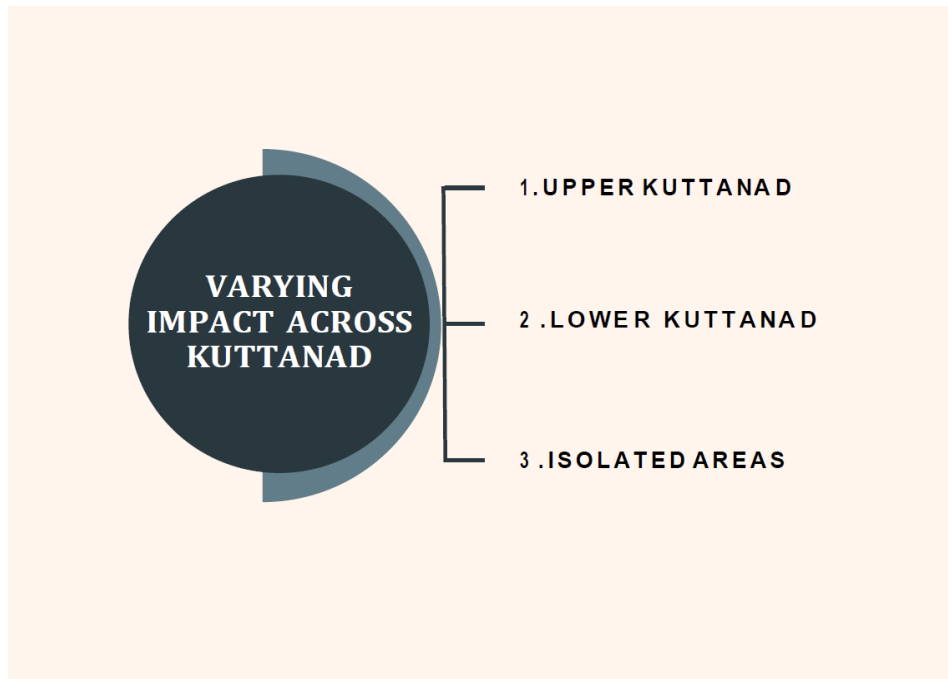 VARYING
IMPACT ACROSS
KUTTANAD
1.UPPER KUTTANAD
2 .LOWER KUTTANAD
3 .ISOLATED AREAS